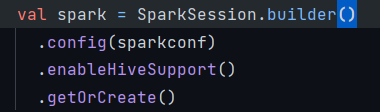 val spark = SparkSession.builder()
.config(sparkconf)
.enableHiveSupport()
.getOrCreate()